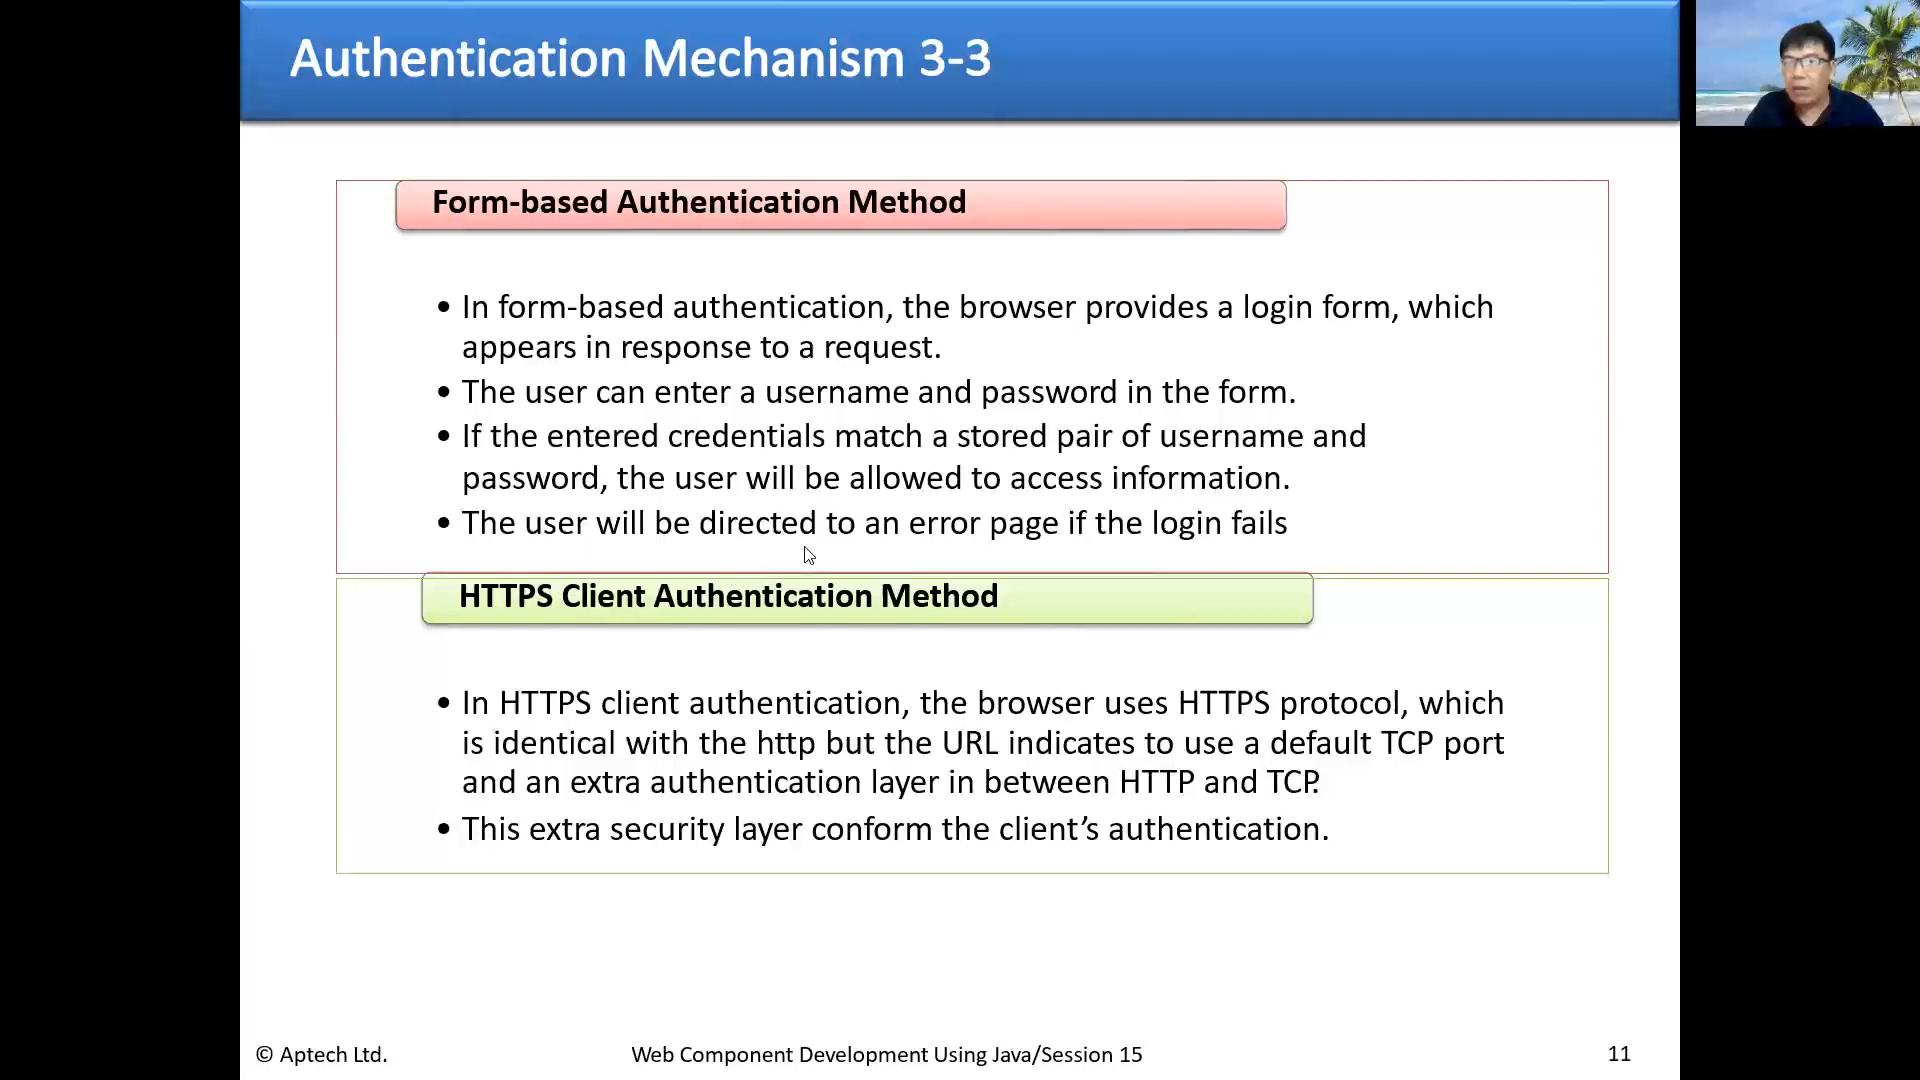 Authentication Mechanism 3-3
Form-based Authentication Method
• In form-based authentication, the browser provides a login form, which
appears in response to a request.
• The user can enter a username and password in the form.
• If the entered credentials match a stored pair of username and
password, the user will be allowed to access information.
• The user will be directed to an error page if the login fails
HTTPS Client Authentication Method
• In HTTPS client authentication, the browser uses HTTPS protocol, which
is identical with the http but the URL indicates to use a default TCP port
and an extra authentication layer in between HTTP and TCP.
• This extra security layer conform the client’s authentication.
© Aptech Ltd.
Web Component Development Using Java/Session 15
11